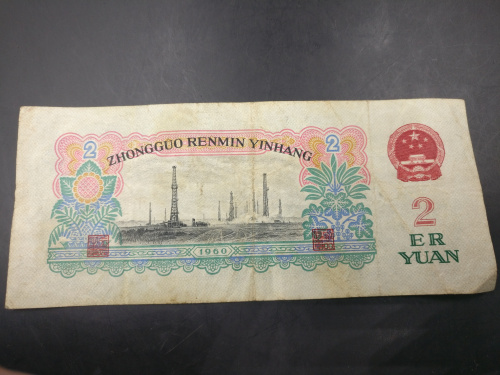 2 2
ZHONGGUO RENMIN YINHANG
2
ER
YUAN
1960